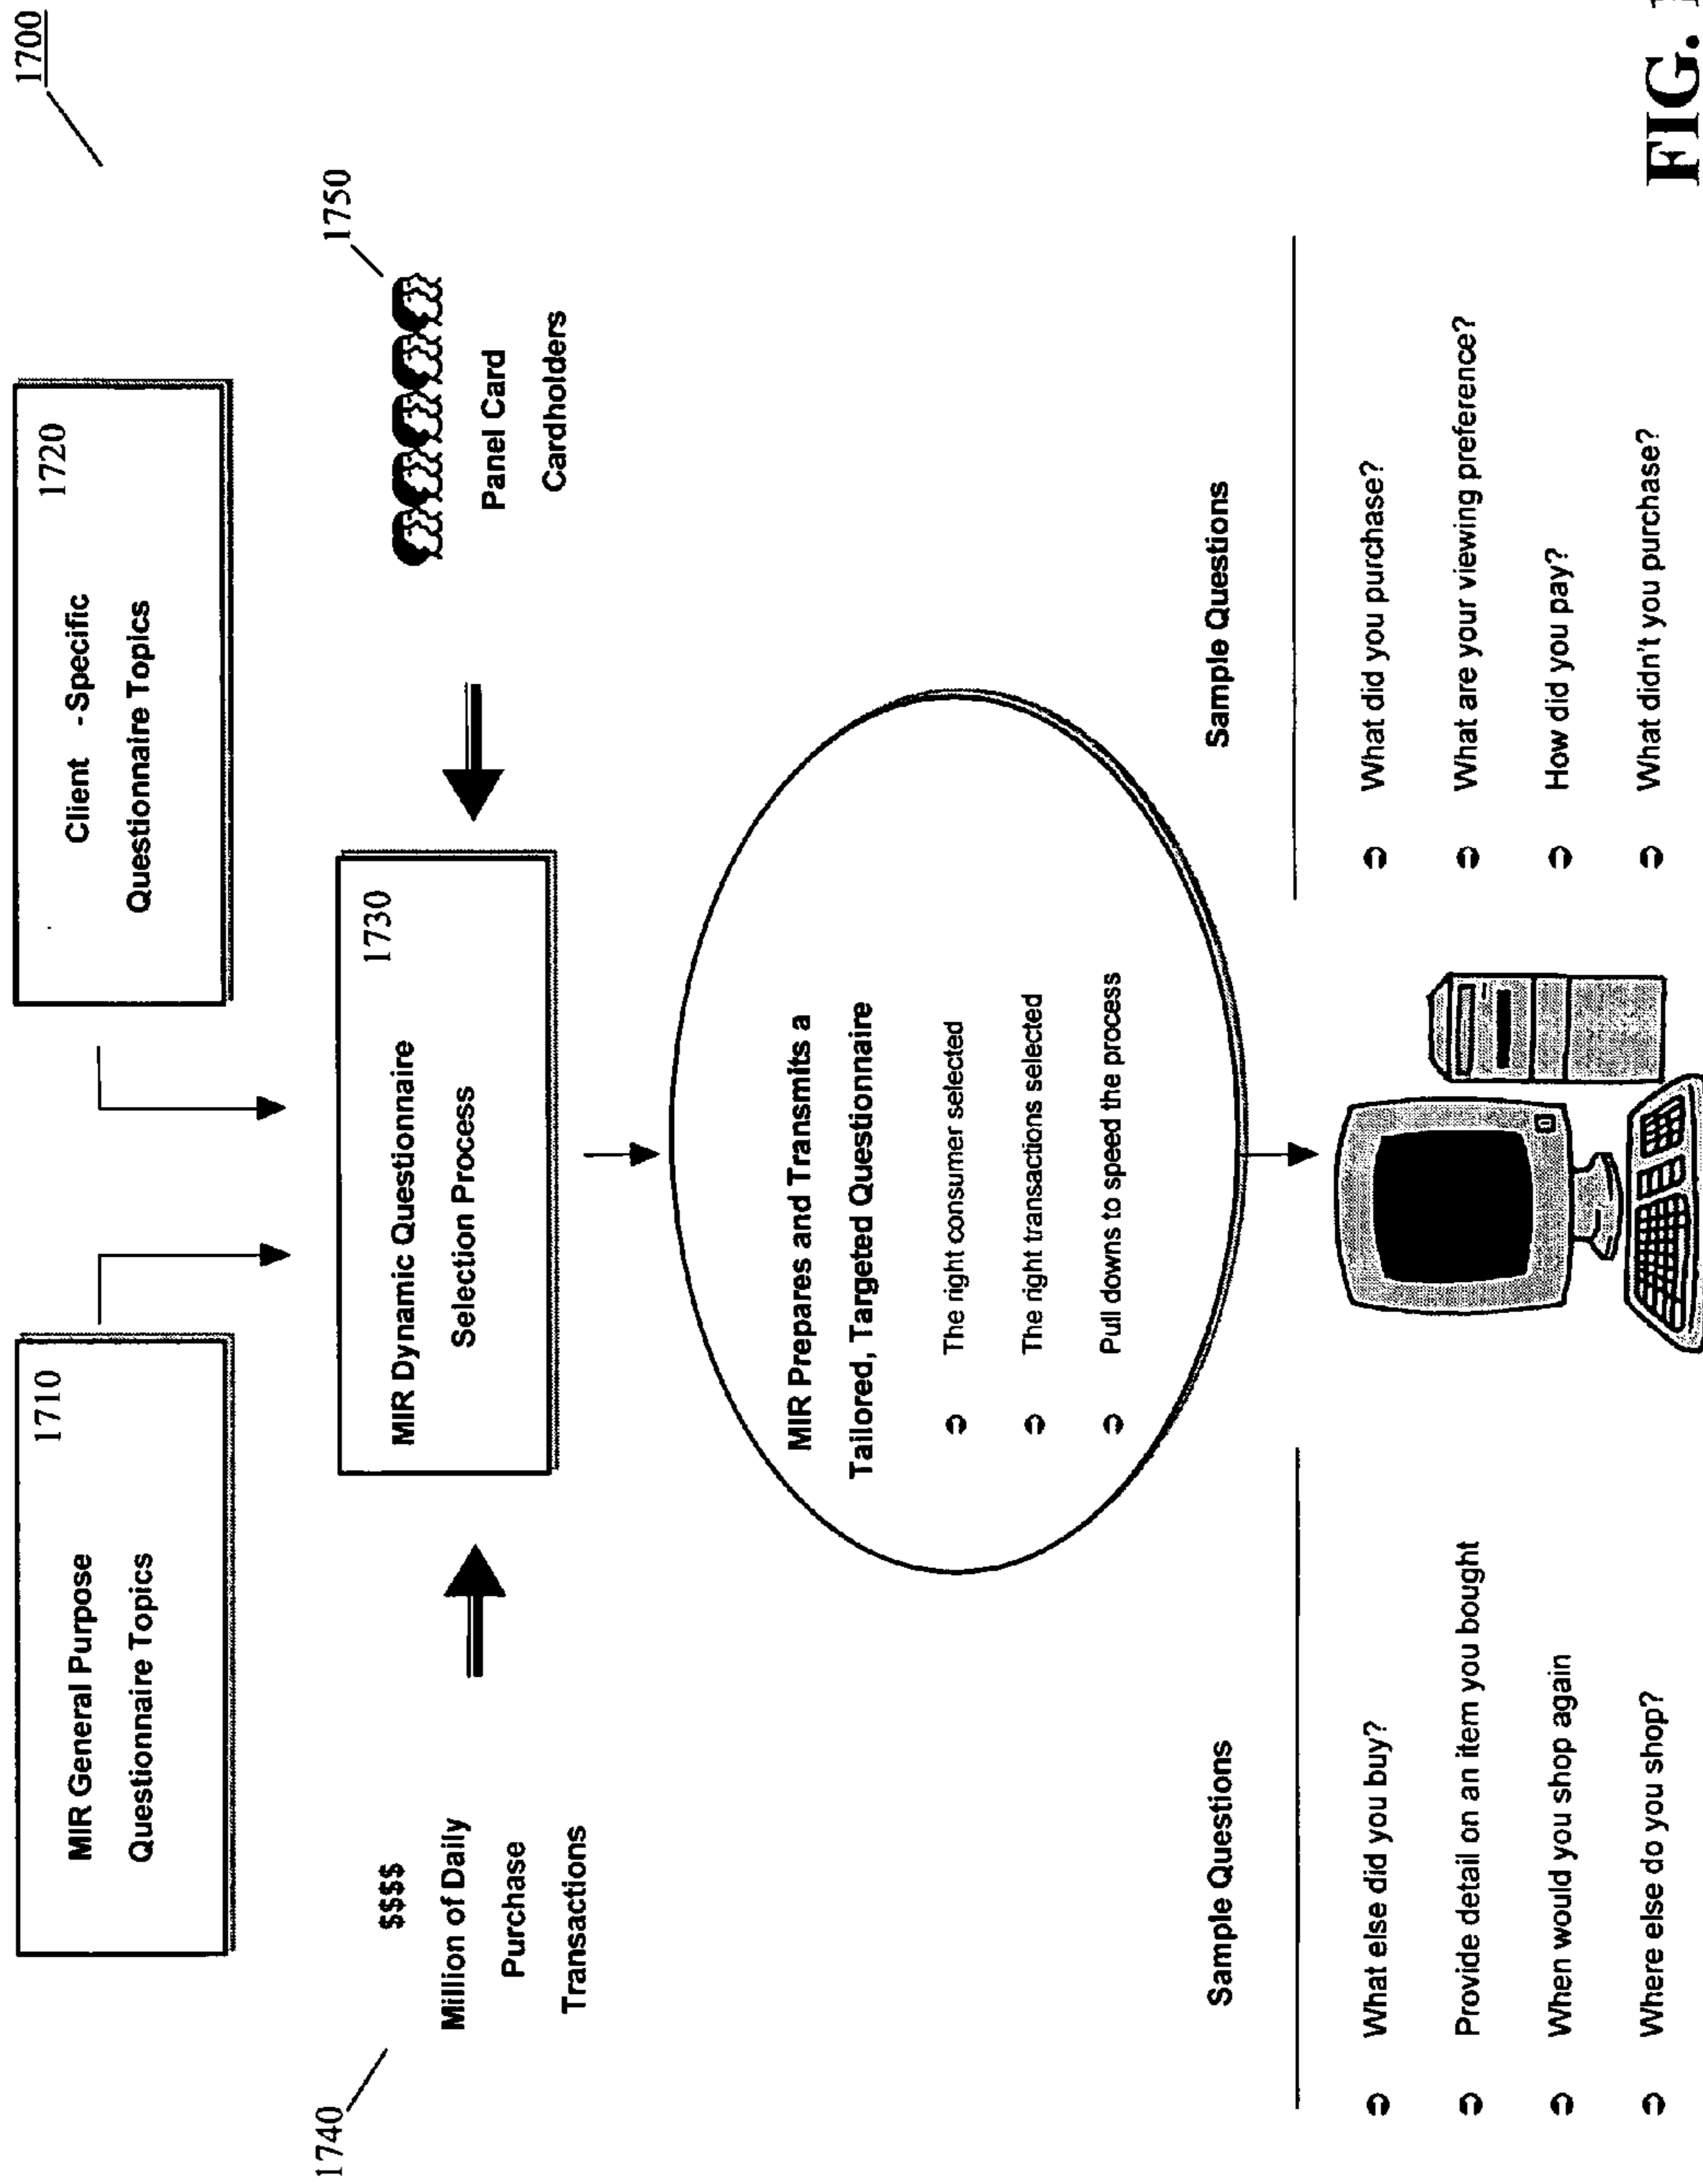 1700
1710
MIR General Purpose
Questionnaire Topics
1720
Client -Specific
Questionnaire Topics
1740
$$$$
Million of Daily
Purchase
Transactions
1730
MIR Dynamic Questionnaire
Selection Process
1750
Panel Card
Cardholders
MIR Prepares and Transmits a
Tailored, Targeted Questionnaire
➲ The right consumer selected
➲ The right transactions selected
➲ Pull downs to speed the process
Sample Questions
➲ What else did you buy?
➲ Provide detail on an item you bought
➲ When would you shop again
➲ Where else do you shop?
Sample Questions
➲ What did you purchase?
➲ What are your viewing preference?
➲ How did you pay?
➲ What didn't you purchase?
FIG.